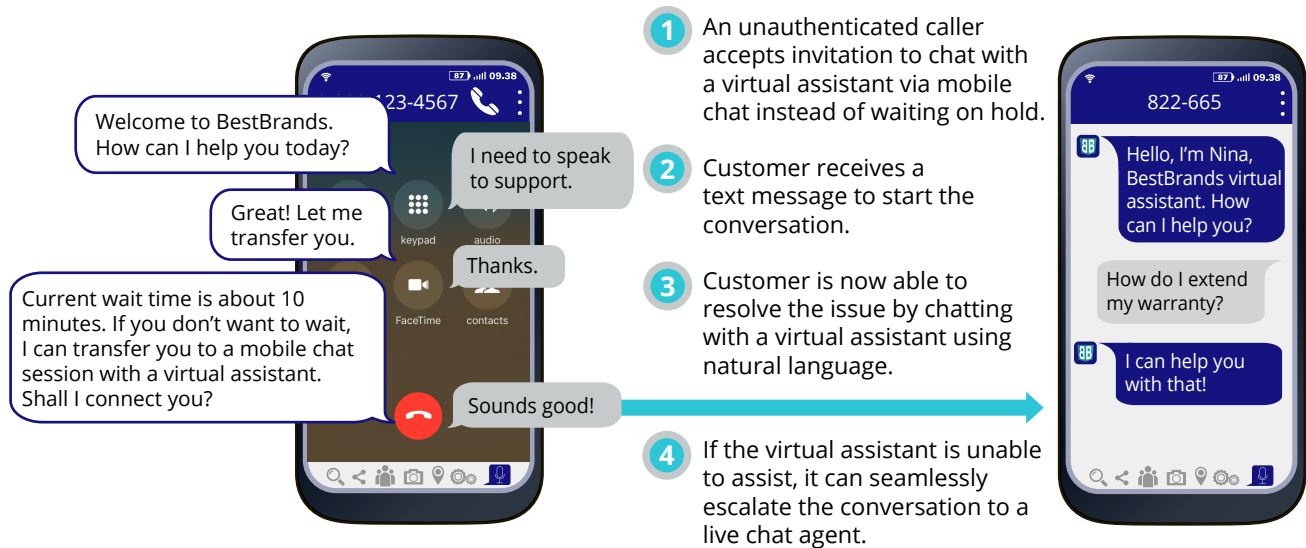 87 09.38
123-4567
Welcome to BestBrands.
How can I help you today?
I need to speak
to support.
Great! Let me
transfer you.
keypad
audio
Thanks.
Current wait time is about 10
minutes. If you don’t want to wait,
I can transfer you to a mobile chat
session with a virtual assistant.
Shall I connect you?
FaceTime
contacts
Sounds good!
1
An unauthenticated caller
accepts invitation to chat with
a virtual assistant via mobile
chat instead of waiting on hold.
2
Customer receives a
text message to start the
conversation.
3
Customer is now able to
resolve the issue by chatting
with a virtual assistant using
natural language.
4
If the virtual assistant is unable
to assist, it can seamlessly
escalate the conversation to a
live chat agent.
87 09.38
822-665
BB
Hello, I’m Nina,
BestBrands virtual
assistant. How
can I help you?
How do I extend
my warranty?
BB
I can help you
with that!